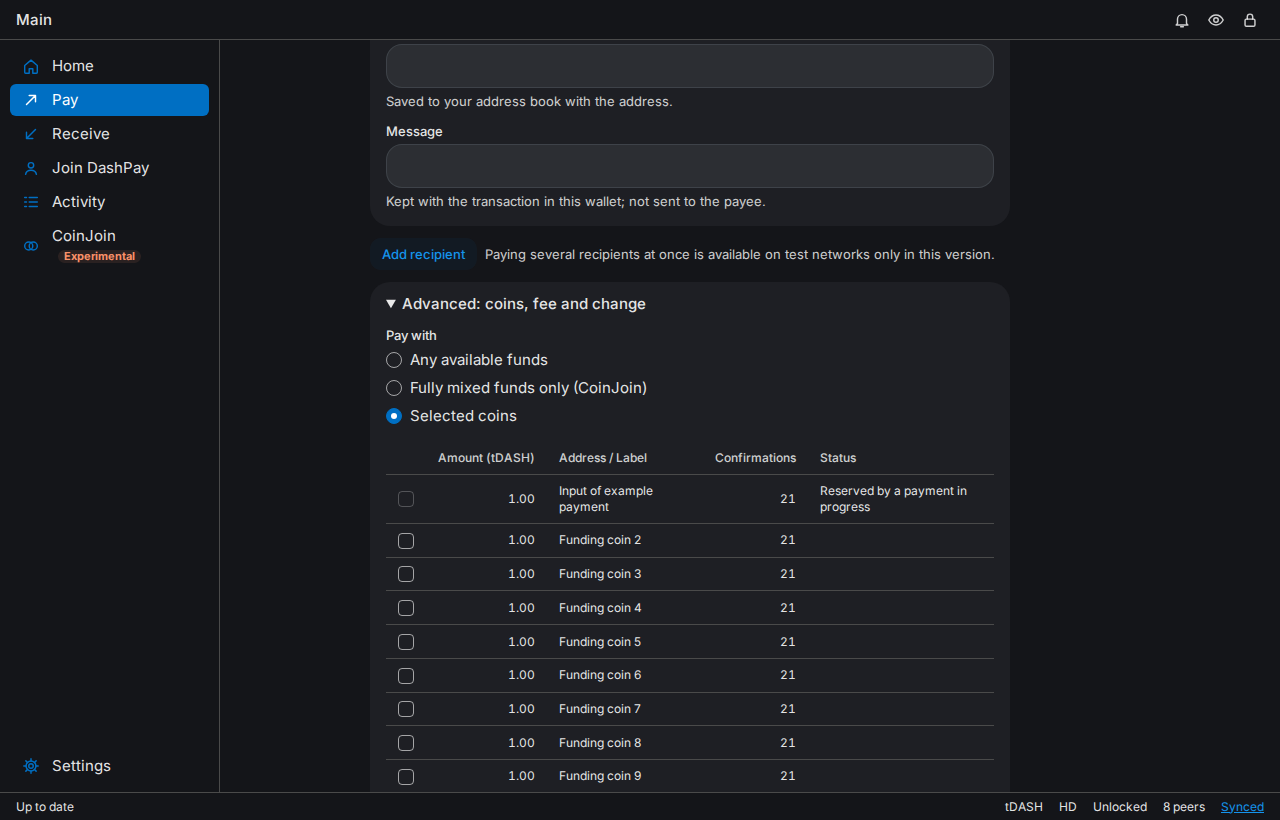 Main
Home
Pay
Receive
Join DashPay
Activity
CoinJoin
Experimental
Settings
Saved to your address book with the address.
Message
Kept with the transaction in this wallet; not sent to the payee.
Add recipient Paying several recipients at once is available on test networks only in this version.
Advanced: coins, fee and change
Pay with
Any available funds
Fully mixed funds only (CoinJoin)
Selected coins
Amount (tDASH) Address / Label Confirmations Status
1.00 Input of example payment 21 Reserved by a payment in progress
1.00 Funding coin 2 21
1.00 Funding coin 3 21
1.00 Funding coin 4 21
1.00 Funding coin 5 21
1.00 Funding coin 6 21
1.00 Funding coin 7 21
1.00 Funding coin 8 21
1.00 Funding coin 9 21
Up to date tDASH HD Unlocked 8 peers Synced